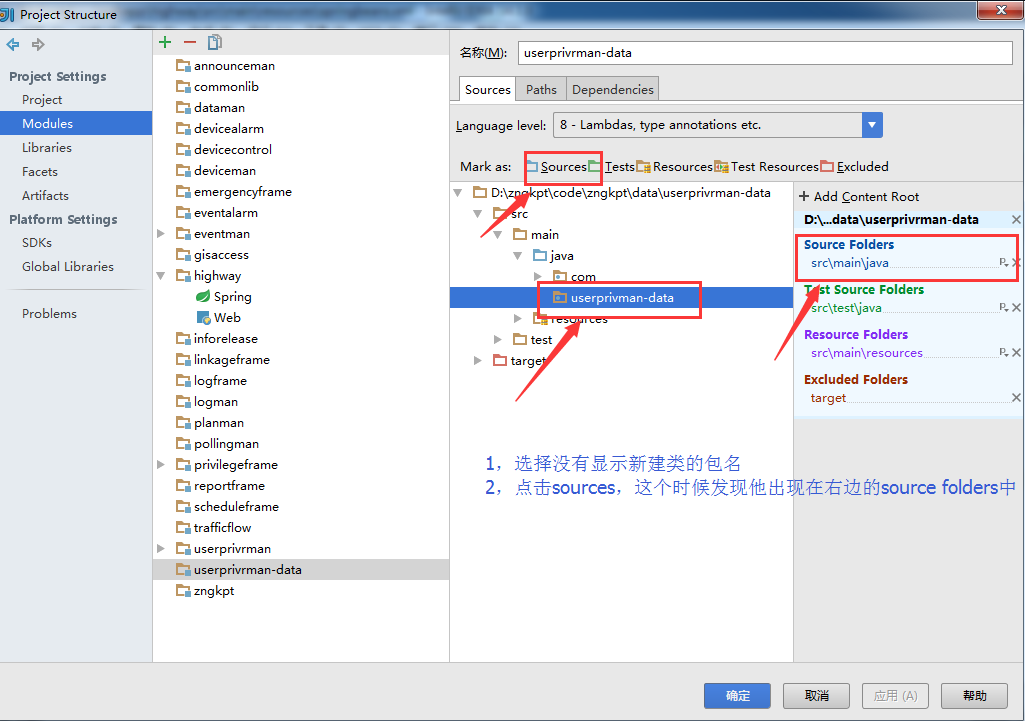 Project Structure
Project Settings
Project
Modules
Libraries
Facets
Artifacts
Platform Settings
SDKs
Global Libraries
Problems
announceman
commonlib
dataman
devicealarm
devicecontrol
deviceman
emergencyframe
eventalarm
eventman
gisaccess
highway
Spring
Web
inforelease
linkageframe
logframe
logman
planman
pollingman
privilegeframe
reportframe
scheduleframe
trafficflow
userprivrman
userprivrman-data
zngkpt
名称(M): userprivrman-data
Sources Paths Dependencies
Language level: 8 - Lambdas, type annotations etc.
Mark as: Sources Tests Resources Test Resources Excluded
D:\zngkpt\code\zngkpt\data\userprivrman-data
src
main
java
com
userprivman-data
resources
test
target
+ Add Content Root
D:\...data\userprivrman-data
Source Folders
src\main\java
Test Source Folders
src\test\java
Resource Folders
src\main\resources
Excluded Folders
target
1，选择没有显示新建类的包名
2，点击sources，这个时候发现他出现在右边的source folders中
确定 取消 应用 (A) 帮助